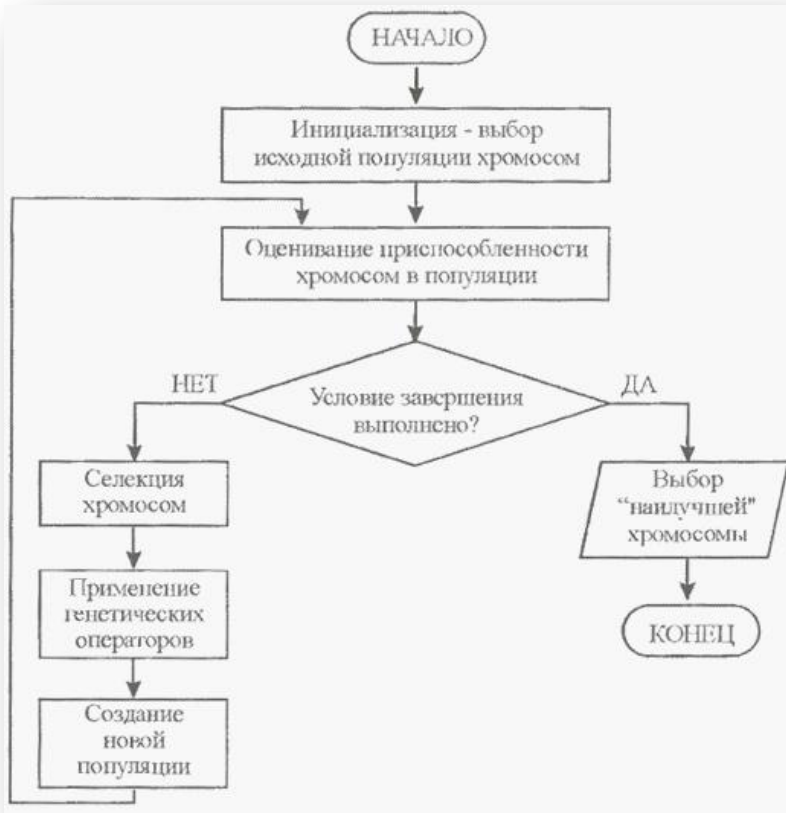 НАЧАЛО
Инициализация - выбор
исходной популяции хромосом
Оценивание приспособленности
хромосом в популяции
Условие завершения
выполнено?
НЕТ
ДА
Селекция
хромосом
Применение
генетических
операторов
Создание
новой
популяции
Выбор
“наилучшей"
хромосомы
КОНЕЦ